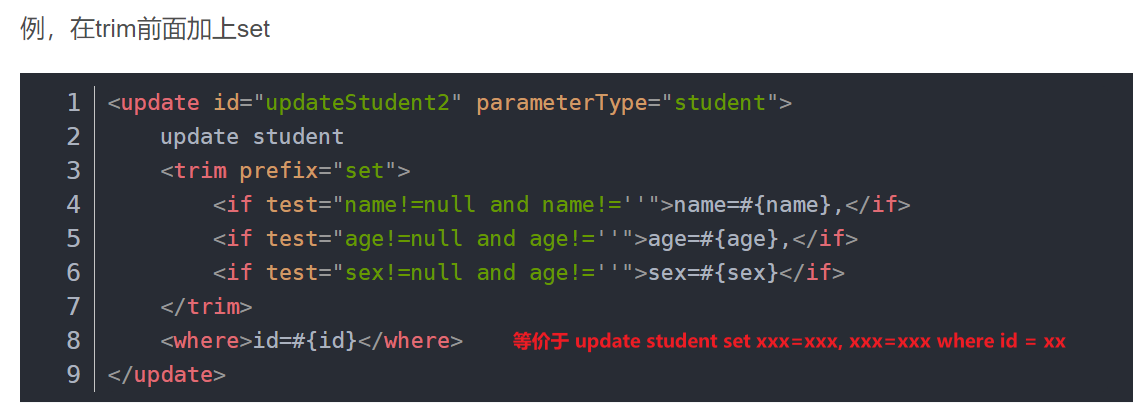 例，在trim前面加上set
1 <update id="updateStudent2" parameterType="student">
2     update student
3     <trim prefix="set">
4         <if test="name!=null and name!=''">name=#{name},</if>
5         <if test="age!=null and age!=''">age=#{age},</if>
6         <if test="sex!=null and age!=''">sex=#{sex}</if>
7     </trim>
8     <where>id=#{id}</where> 等价于 update student set xxx=xxx, xxx=xxx where id = xx
9 </update>